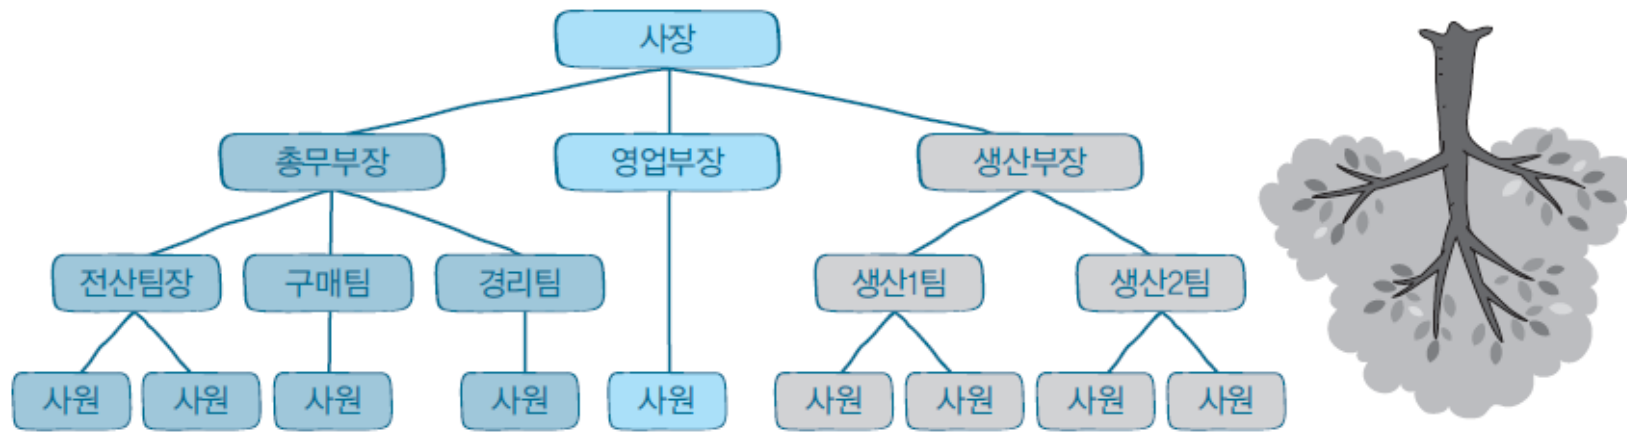 사장
총무부장 영업부장 생산부장
전산팀장 구매팀 경리팀 생산1팀 생산2팀
사원 사원 사원 사원 사원 사원 사원 사원 사원